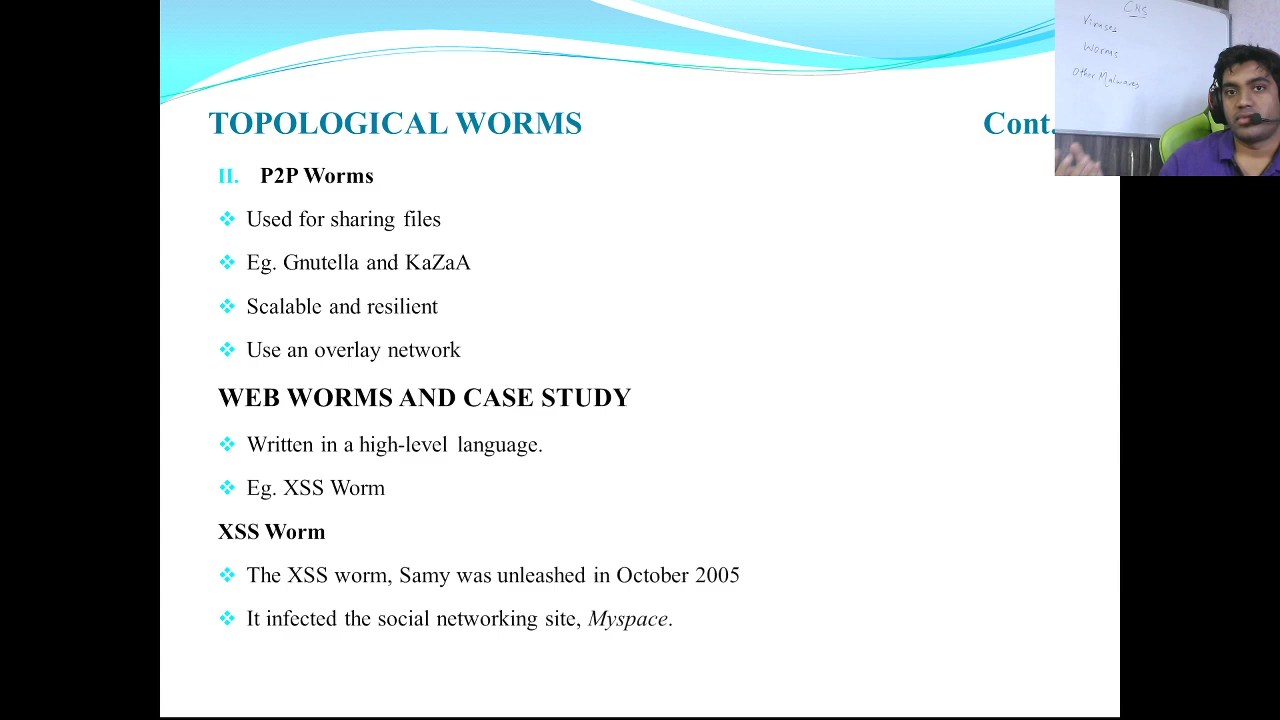 TOPOLOGICAL WORMS Cont.
II. P2P Worms
❖ Used for sharing files
❖ Eg. Gnutella and KaZaA
❖ Scalable and resilient
❖ Use an overlay network
WEB WORMS AND CASE STUDY
❖ Written in a high-level language.
❖ Eg. XSS Worm
XSS Worm
❖ The XSS worm, Samy was unleashed in October 2005
❖ It infected the social networking site, Myspace.
CNS
Viruses
Worms
Other Malwares